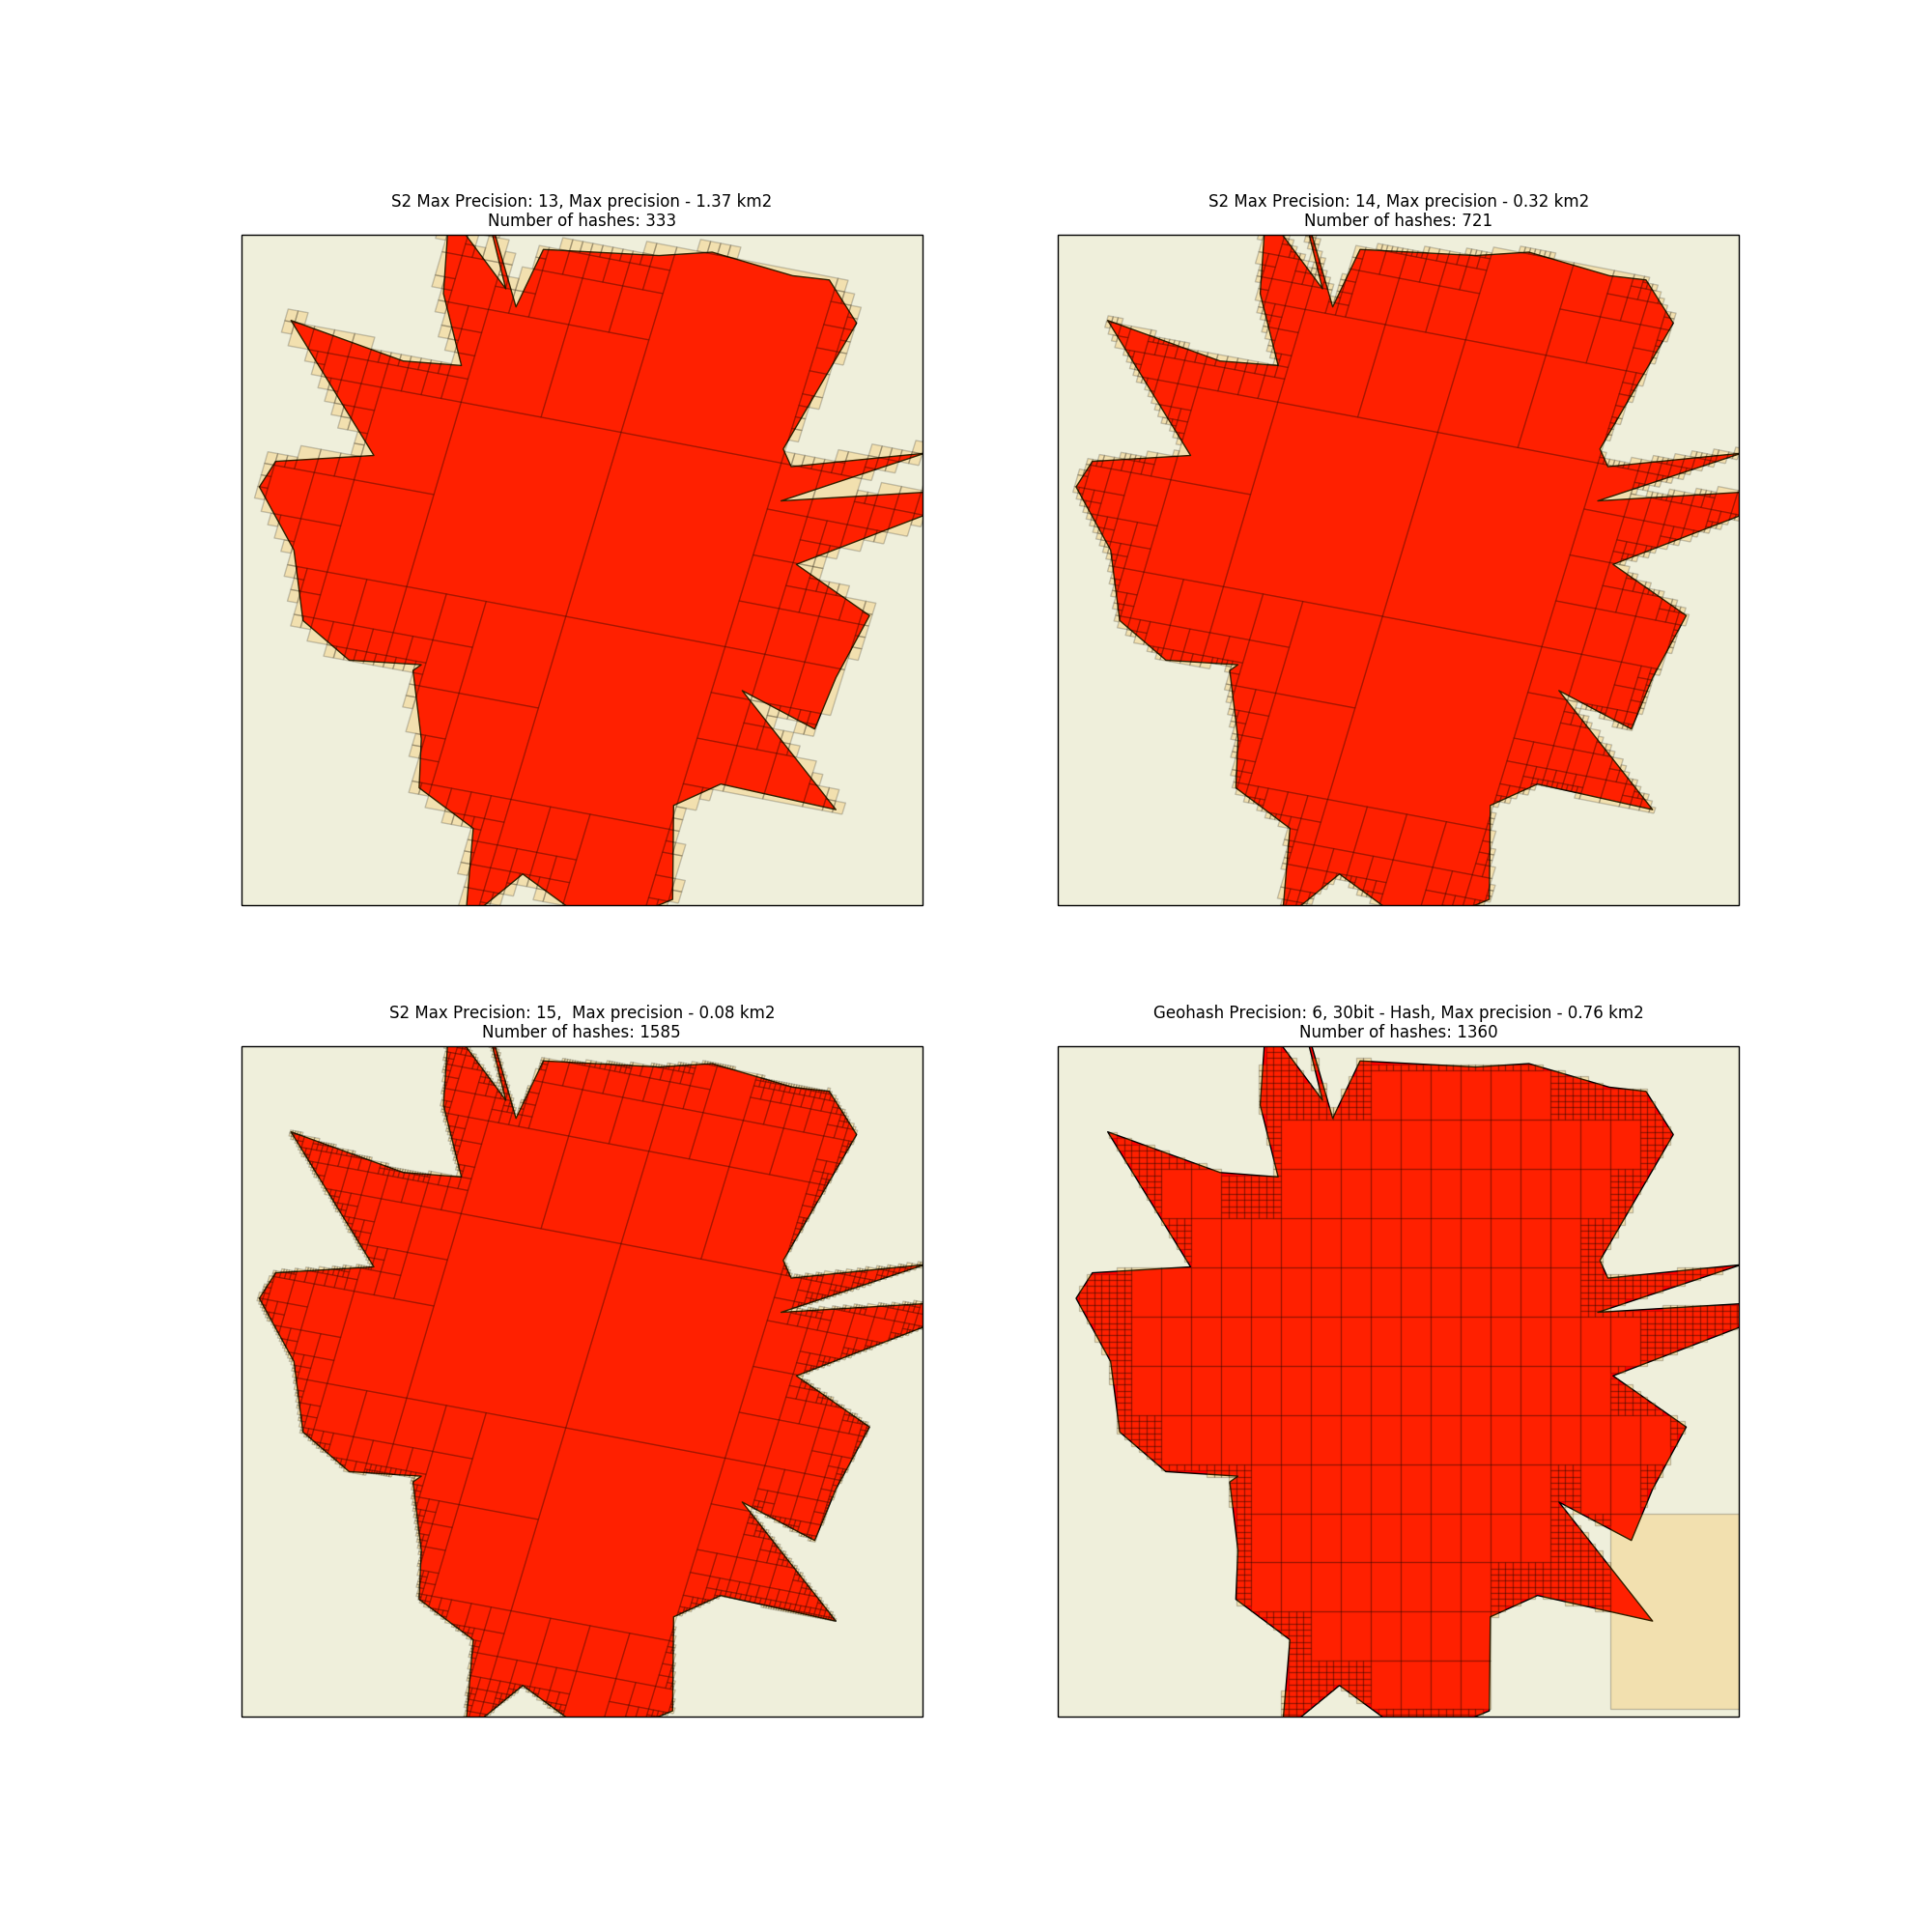 S2 Max Precision: 13, Max precision - 1.37 km2
Number of hashes: 333
S2 Max Precision: 14, Max precision - 0.32 km2
Number of hashes: 721
S2 Max Precision: 15,  Max precision - 0.08 km2
Number of hashes: 1585
Geohash Precision: 6, 30bit - Hash, Max precision - 0.76 km2
Number of hashes: 1360